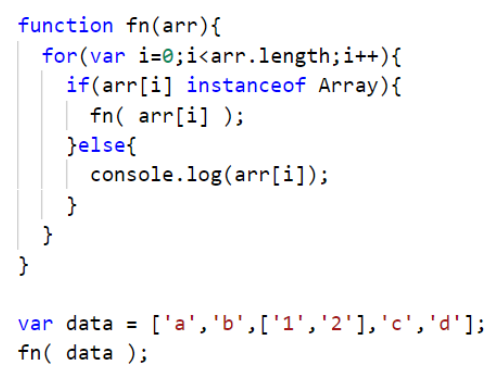 function fn(arr){
  for(var i=0;i<arr.length;i++){
    if(arr[i] instanceof Array){
      fn( arr[i] );
    }else{
      console.log(arr[i]);
    }
  }
}

var data = ['a','b',['1','2'],'c','d'];
fn( data );